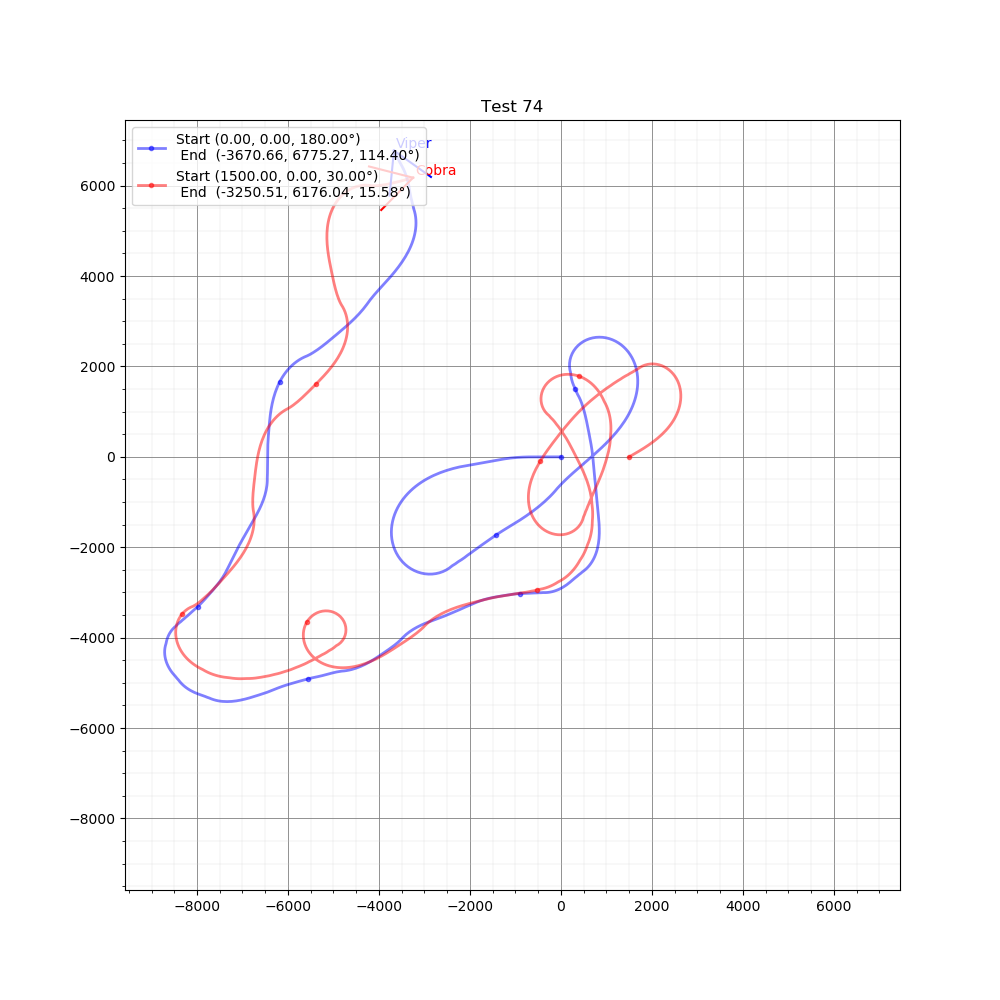 Test 74
Start (0.00, 0.00, 180.00°)
End (-3670.66, 6775.27, 114.40°)
Start (1500.00, 0.00, 30.00°)
End (-3250.51, 6176.04, 15.58°)
Viper
Cobra
6000
4000
2000
0
−2000
−4000
−6000
−8000
−8000 −6000 −4000 −2000 0 2000 4000 6000